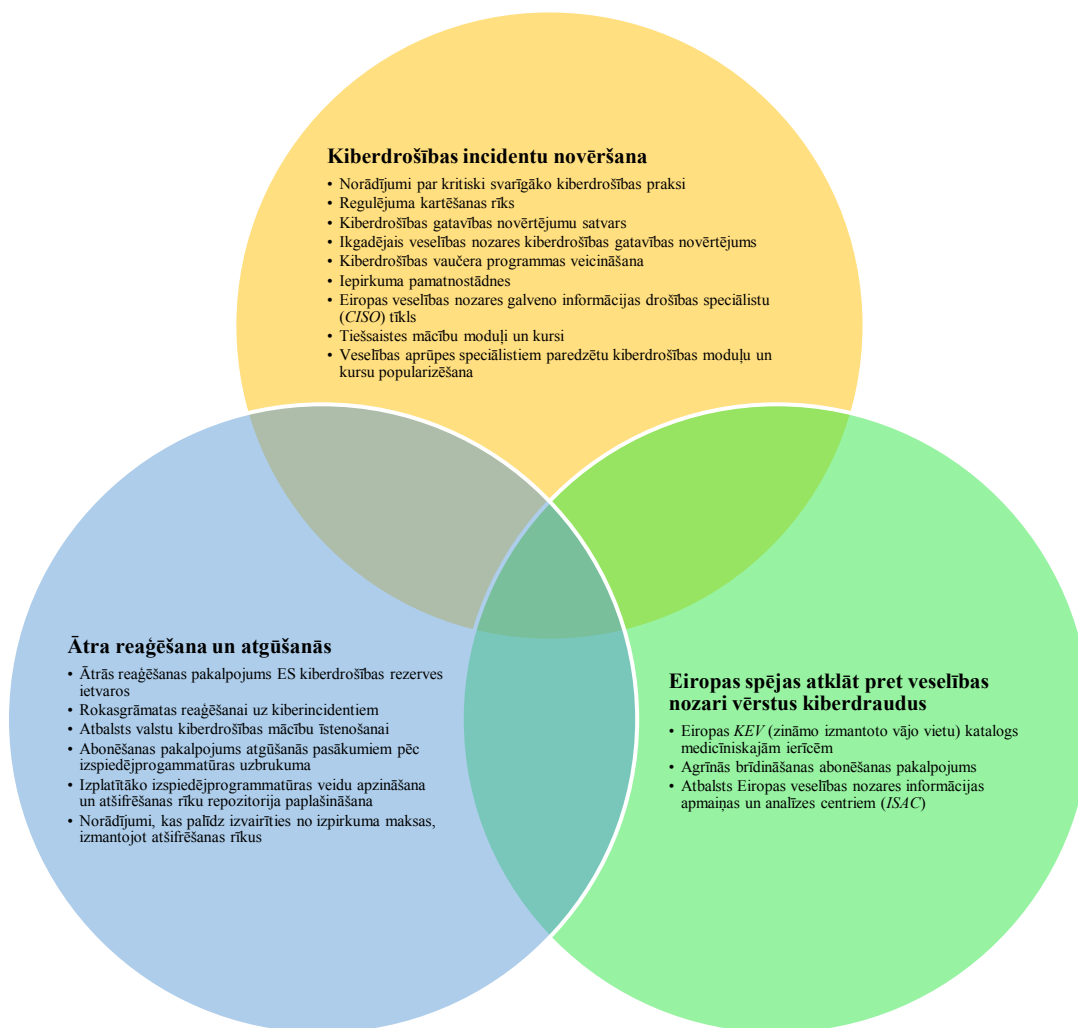 Kiberdrošības incidentu novēršana
• Norādījumi par kritiski svarīgāko kiberdrošības praksi
• Regulējuma kartēšanas rīks
• Kiberdrošības gatavības novērtējumu satvars
• Ikgadējais veselības nozares kiberdrošības gatavības novērtējums
• Kiberdrošības vaučera programmas veicināšana
• Iepirkuma pamatnostādnes
• Eiropas veselības nozares galveno informācijas drošības speciālistu
(CISO) tīkls
• Tiešsaistes mācību moduļi un kursi
• Veselības aprūpes speciālistiem paredzētu kiberdrošības moduļu un
kursu popularizēšana
Ātra reaģēšana un atgūšanās
• Ātrās reaģēšanas pakalpojums ES kiberdrošības rezerves
ietvaros
• Rokasgrāmatas reaģēšanai uz kiberincidentiem
• Atbalsts valstu kiberdrošības mācību īstenošanai
• Abonēšanas pakalpojums atgūšanās pasākumiem pēc
izspiedējprogammatūras uzbrukuma
• Izplatītāko izspiedējprogrammatūras veidu apzināšana
un atšifrēšanas rīku repozitorija paplašināšana
• Norādījumi, kas palīdz izvairīties no izpirkuma maksas,
izmantojot atšifrēšanas rīkus
Eiropas spējas atklāt pret veselības
nozari vērstus kiberdraudus
• Eiropas KEV (zināmo izmantoto vājo vietu) katalogs
medicīniskajām ierīcēm
• Agrīnās brīdināšanas abonēšanas pakalpojums
• Atbalsts Eiropas veselības nozares informācijas
apmaiņas un analīzes centriem (ISAC)